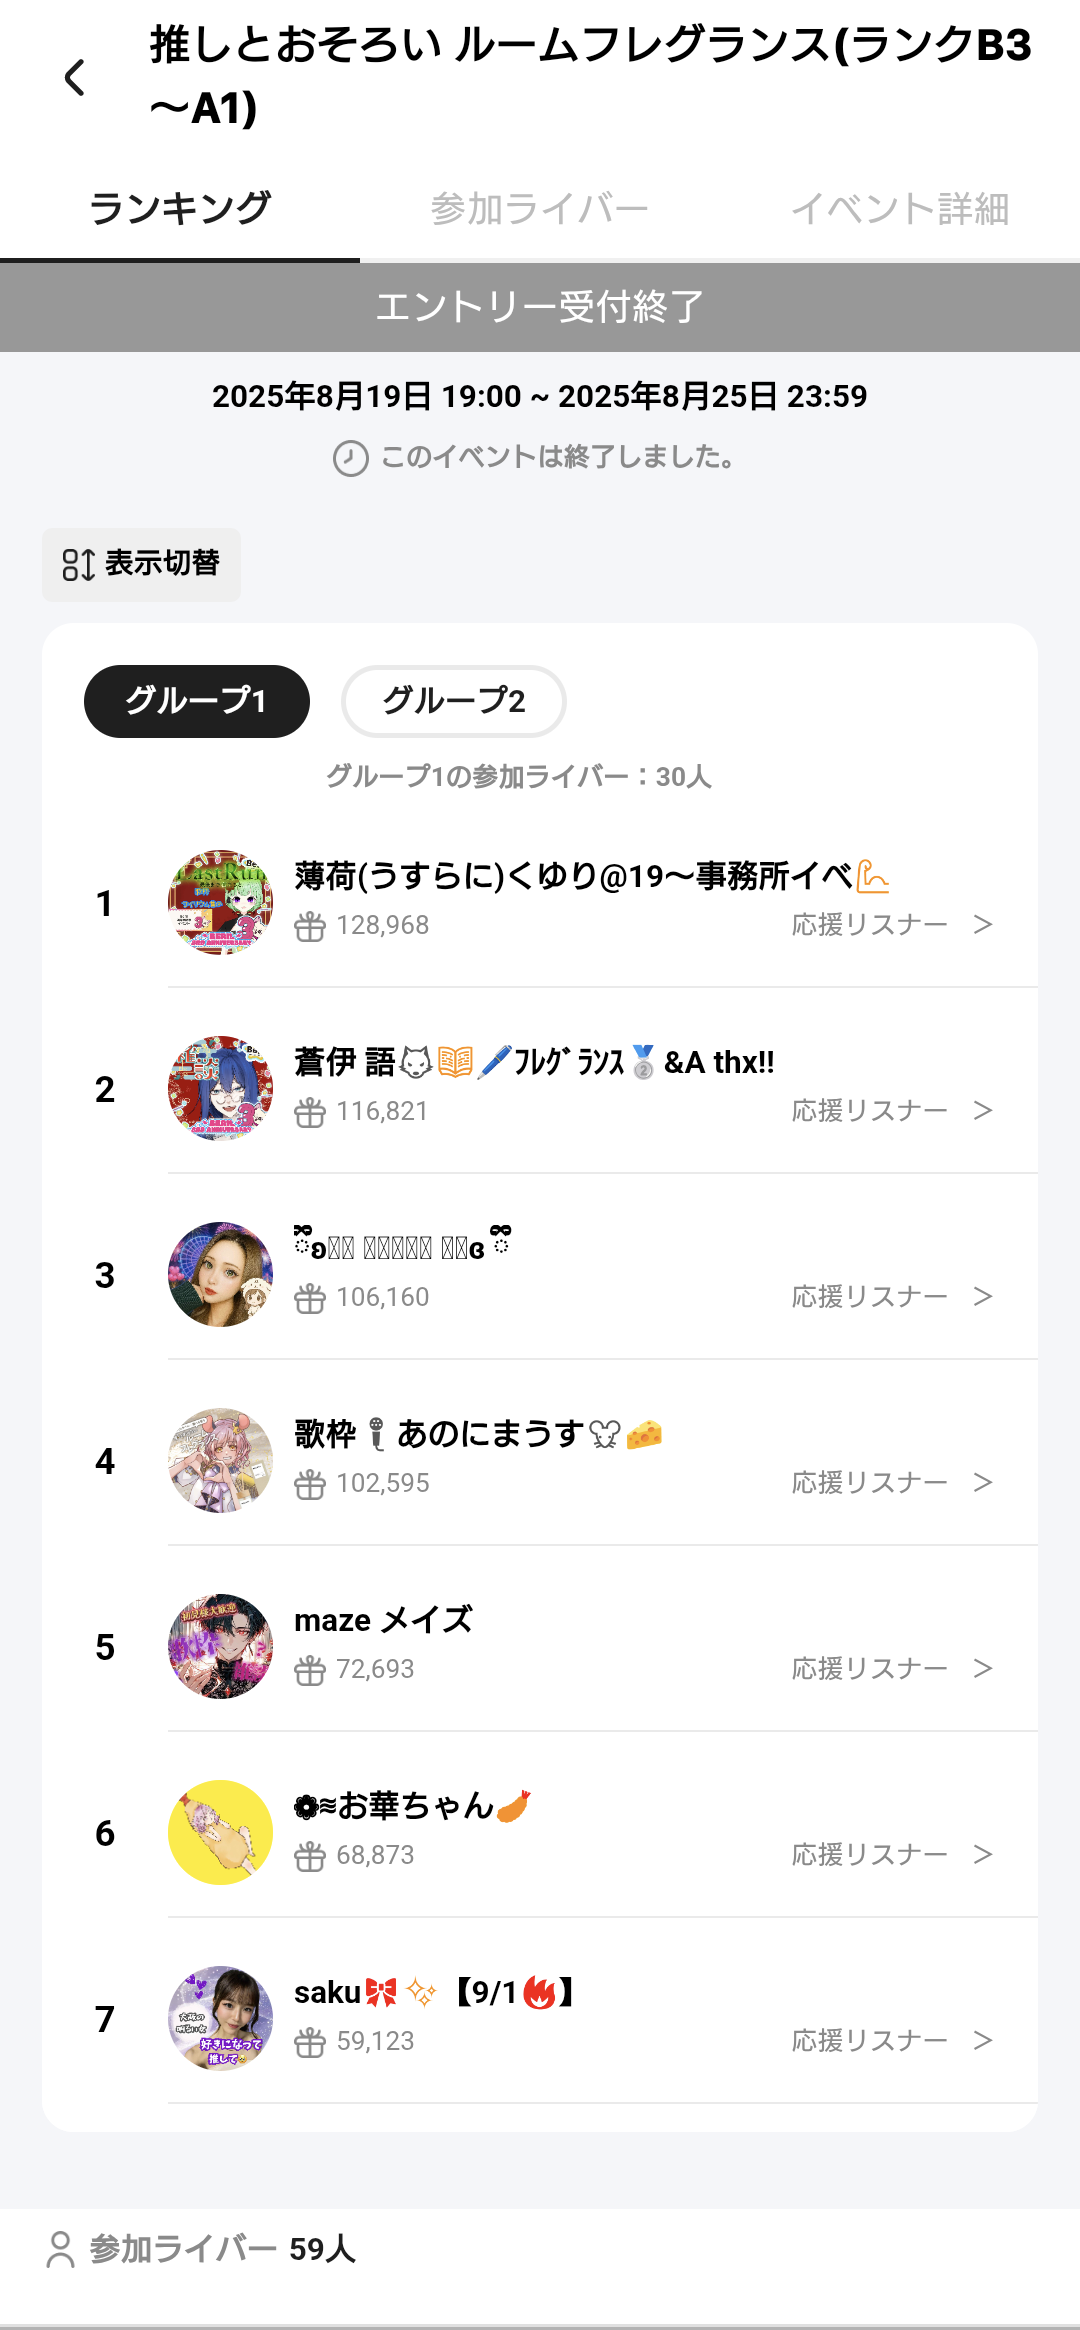 推しとおそろい ルームフレグランス(ランクB3
〜A1)
ランキング 参加ライバー イベント詳細
エントリー受付終了
2025年8月19日 19:00 ~ 2025年8月25日 23:59
このイベントは終了しました。
表示切替
グループ1 グループ2
グループ1の参加ライバー：30人
1
薄荷(うすらに)くゆり@19〜事務所イベ💪
128,968 応援リスナー >
2
蒼伊 語🐺📖🖊️ﾌﾚｸﾞﾗﾝｽ🥈&A thx!!
116,821 応援リスナー >
3
106,160 応援リスナー >
4
歌枠🎤あのにまうす🐭🧀
102,595 応援リスナー >
5
maze メイズ
72,693 応援リスナー >
6
❁≋お華ちゃん🍤
68,873 応援リスナー >
7
saku🎀✨【9/1🔥】
59,123 応援リスナー >
参加ライバー 59人